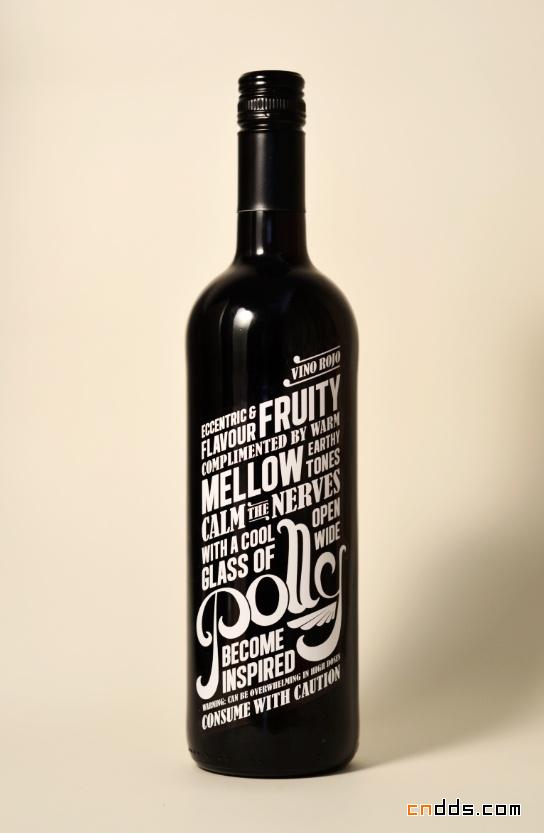 VINO ROJO
ECCENTRIC & FRUITY
FLAVOUR
COMPLIMENTED BY WARM
MELLOW EARTHY TONES
CALM THE NERVES
WITH A COOL
GLASS OF
OPEN
WIDE
Polly
BECOME
INSPIRED
WARNING: CAN BE OVERWHELMING IN HIGH DOSES
CONSUME WITH CAUTION
cndds.com